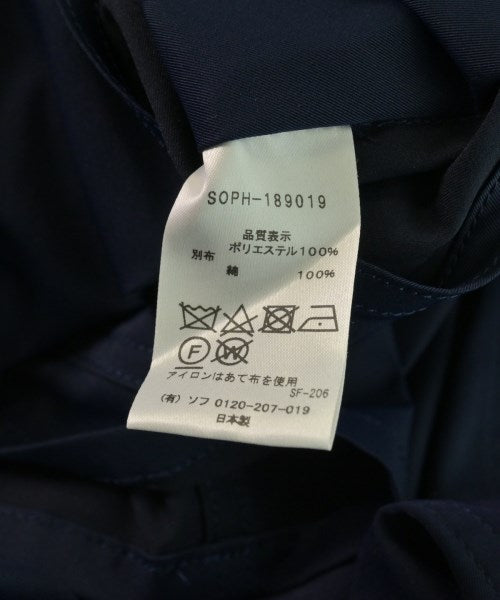 SOPH-189019
品質表示
ポリエステル100%
別布 綿 100%
F W
アイロンはあて布を使用
SF-206
(有) ソフ 0120-207-019
日本製